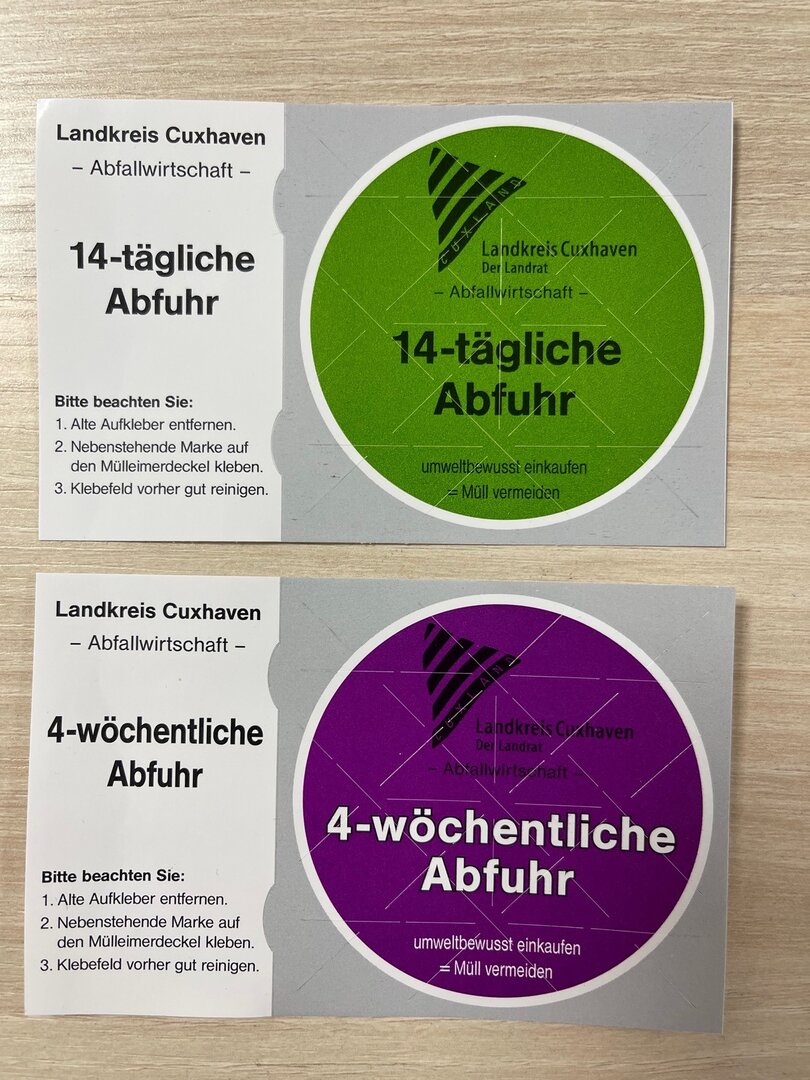 Landkreis Cuxhaven
– Abfallwirtschaft –
14-tägliche
Abfuhr
Bitte beachten Sie:
1. Alte Aufkleber entfernen.
2. Nebenstehende Marke auf
den Mülleimerdeckel kleben.
3. Klebefeld vorher gut reinigen.
CUXLAND
Landkreis Cuxhaven
Der Landrat
– Abfallwirtschaft –
14-tägliche
Abfuhr
umweltbewusst einkaufen
= Müll vermeiden
Landkreis Cuxhaven
– Abfallwirtschaft –
4-wöchentliche
Abfuhr
Bitte beachten Sie:
1. Alte Aufkleber entfernen.
2. Nebenstehende Marke auf
den Mülleimerdeckel kleben.
3. Klebefeld vorher gut reinigen.
CUXLAND
Landkreis Cuxhaven
Der Landrat
– Abfallwirtschaft –
4-wöchentliche
Abfuhr
umweltbewusst einkaufen
= Müll vermeiden